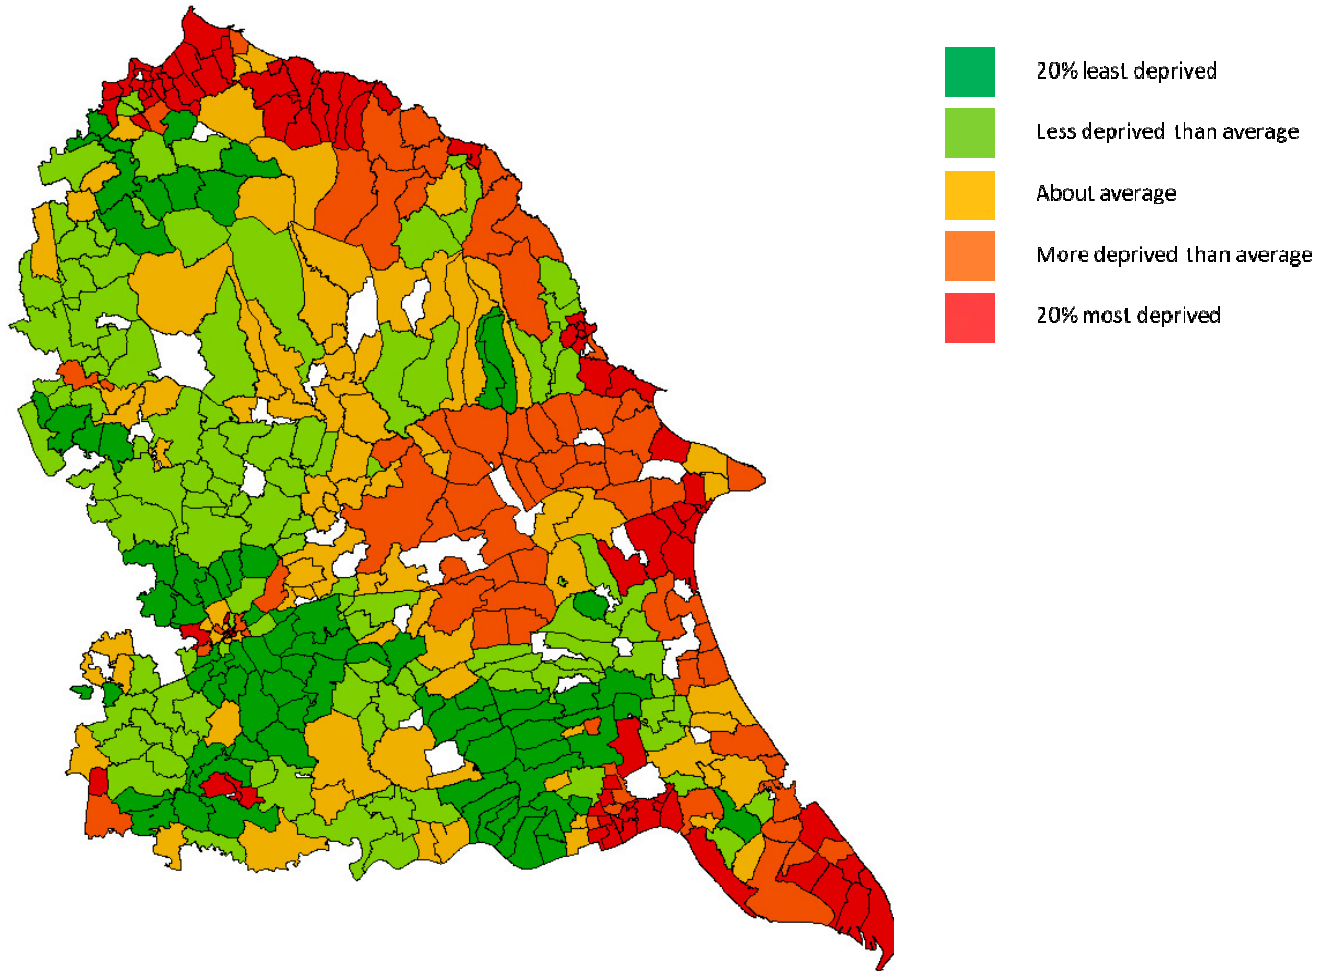 20% least deprived
Less deprived than average
About average
More deprived than average
20% most deprived